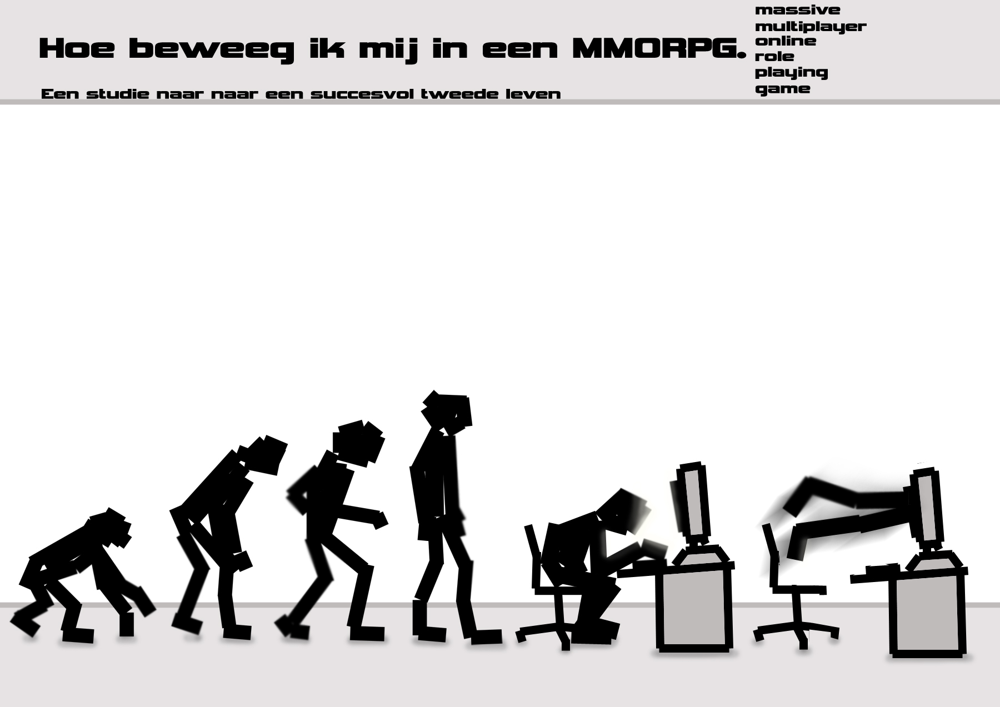 Hoe beweeg ik mij in een MMORPG.
massive
multiplayer
online
role
playing
game
Een studie naar naar een succesvol tweede leven